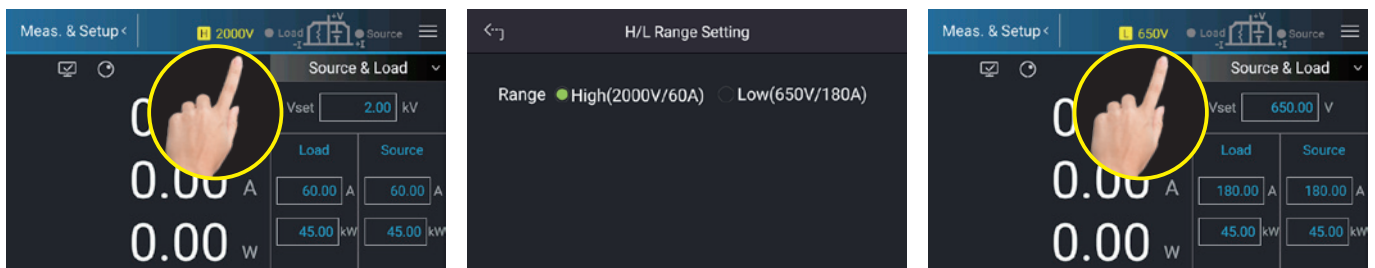 Meas. & Setup <
H 2000V
Load
+V
-I
+I
Source
Source & Load
Vset 2.00 kV
Load Source
0.00 A
60.00 A 60.00 A
45.00 kW 45.00 kW
0.00 W
H/L Range Setting
Range High(2000V/60A) Low(650V/180A)
Meas. & Setup <
L 650V
Load
+V
-I
+I
Source
Source & Load
Vset 650.00 V
Load Source
0.00 A
180.00 A 180.00 A
45.00 kW 45.00 kW
0.00 W